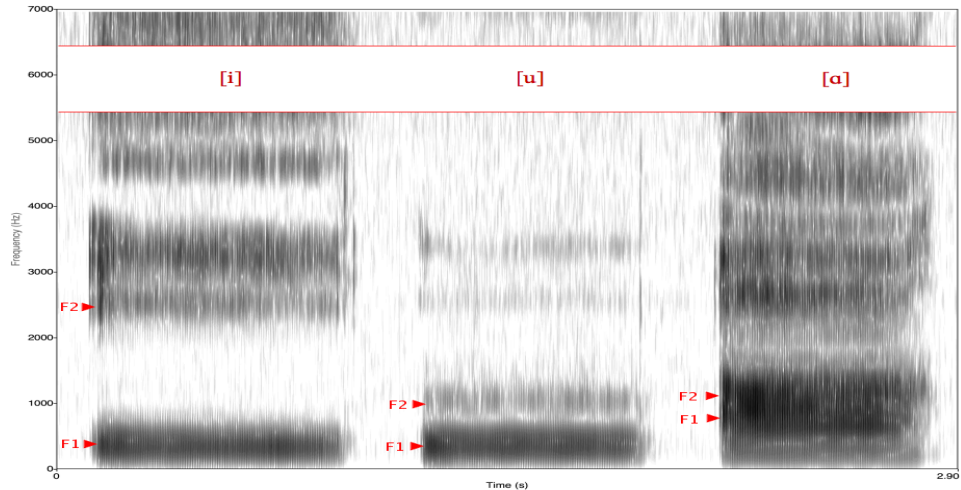 7000
6000
5000
4000
3000
2000
1000
0
Frequency (Hz)
[i] [u] [ɑ]
F2
F1
F2
F1
F2
F1
0 Time (s) 2.90